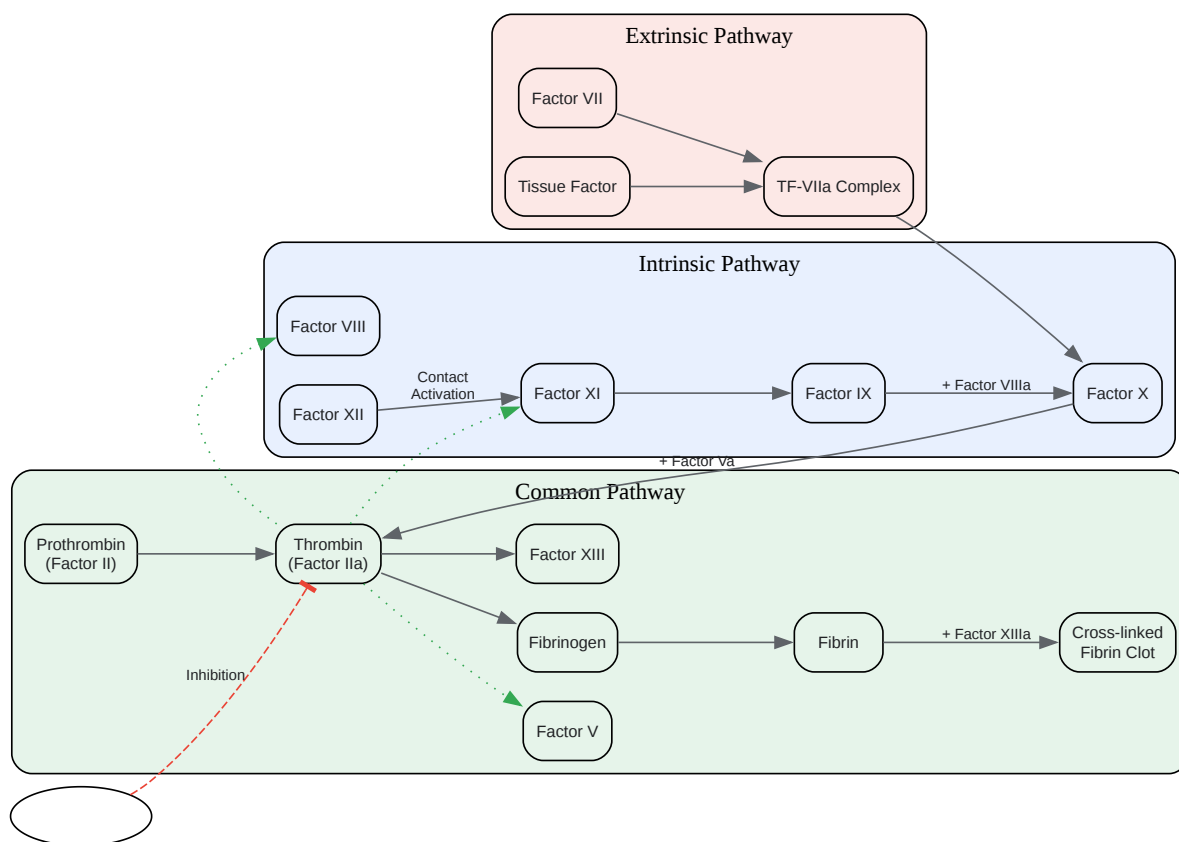 Extrinsic Pathway
Factor VII
Tissue Factor
TF-VIIa Complex
Intrinsic Pathway
Factor VIII
Contact
Activation
Factor XII
Factor XI
Factor IX
+ Factor VIIIa
Factor X
+ Factor Va
Common Pathway
Prothrombin
(Factor II)
Thrombin
(Factor IIa)
Factor XIII
Fibrinogen
Fibrin
+ Factor XIIIa
Cross-linked
Fibrin Clot
Inhibition
Factor V